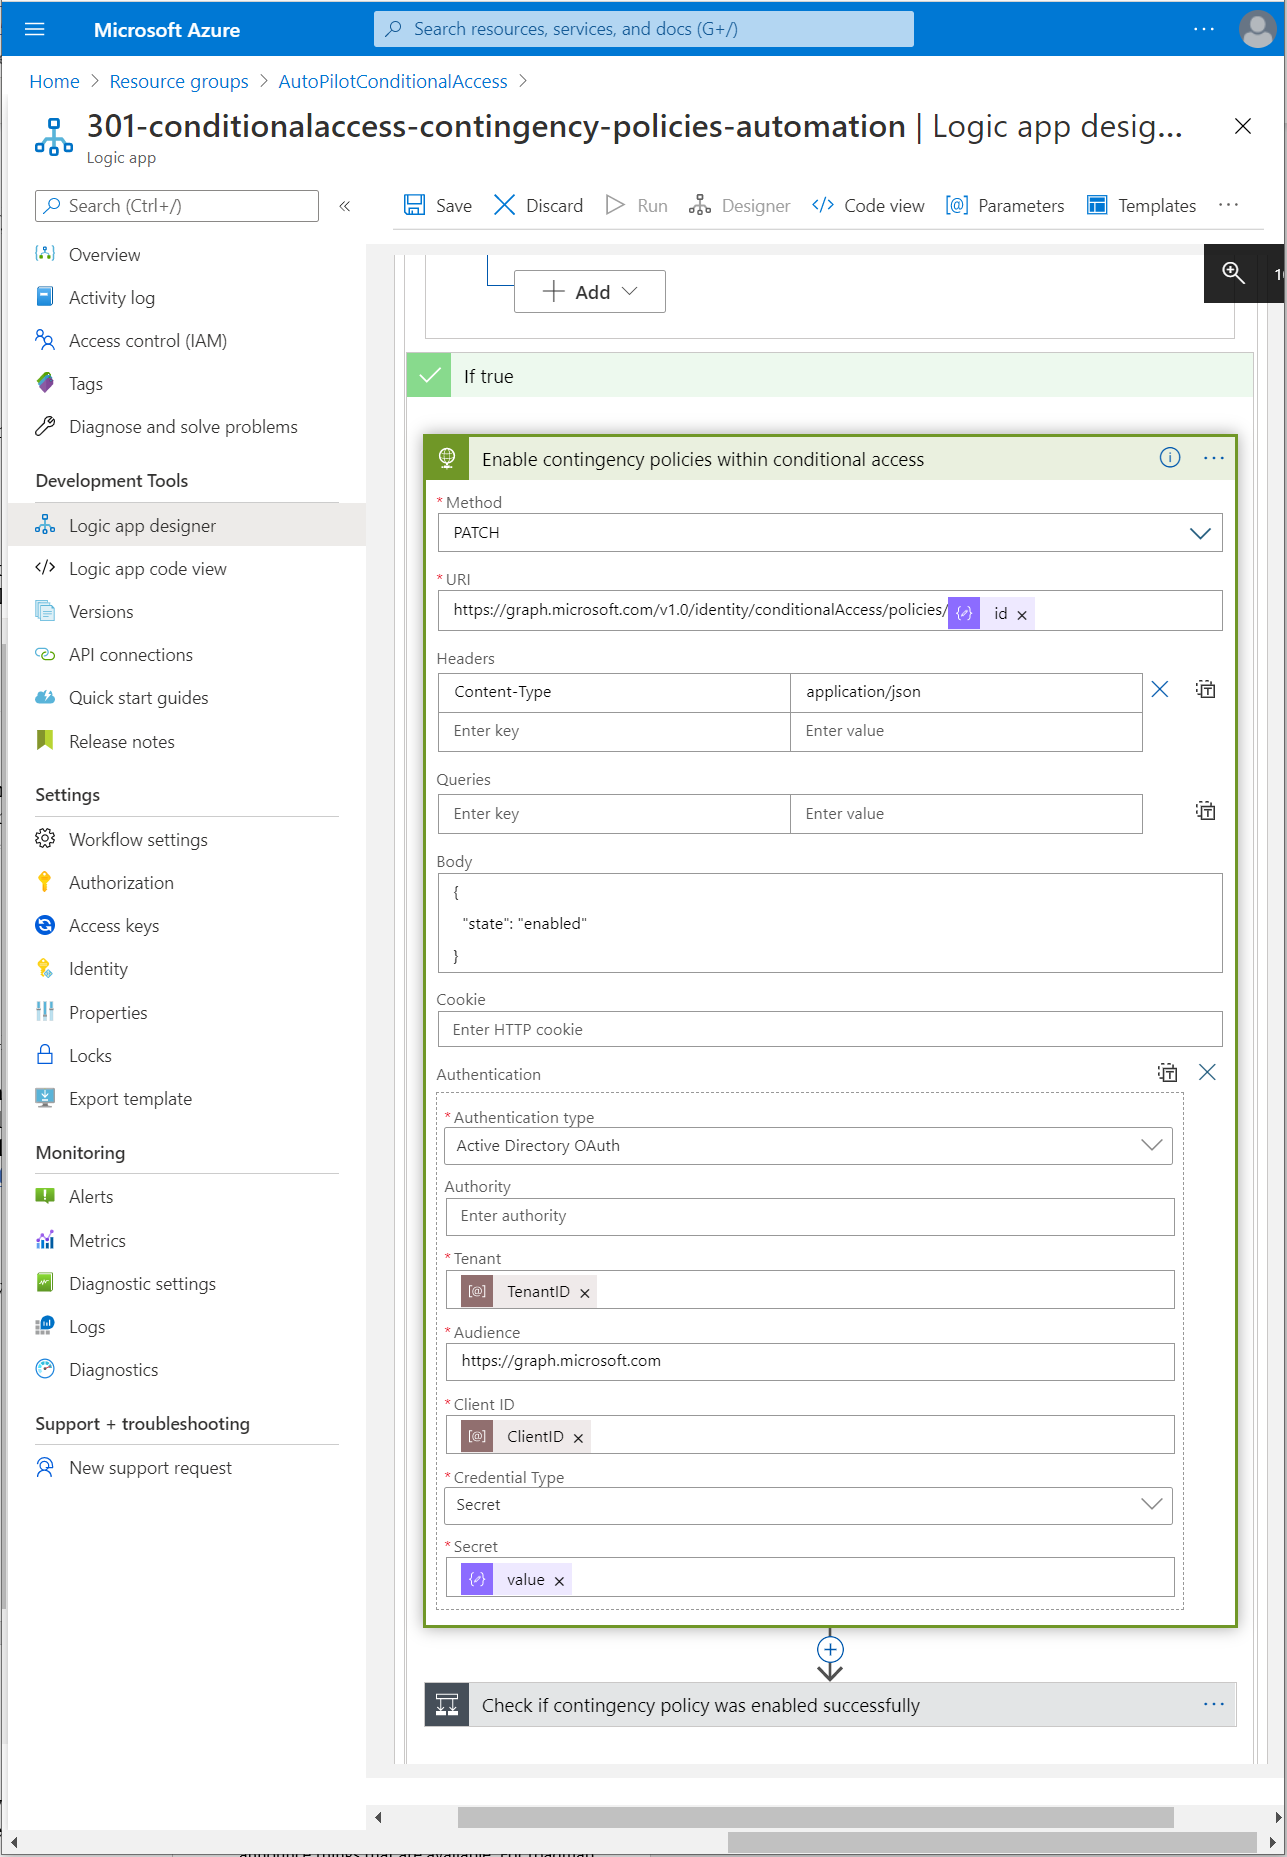 Microsoft Azure
Search resources, services, and docs (G+/)
Home > Resource groups > AutoPilotConditionalAccess >
301-conditionalaccess-contingency-policies-automation | Logic app desig...
Logic app
Search (Ctrl+/)
«
Save
Discard
Run
Designer
Code view
Parameters
Templates
Overview
Activity log
Access control (IAM)
Tags
Diagnose and solve problems
Development Tools
Logic app designer
Logic app code view
Versions
API connections
Quick start guides
Release notes
Settings
Workflow settings
Authorization
Access keys
Identity
Properties
Locks
Export template
Monitoring
Alerts
Metrics
Diagnostic settings
Logs
Diagnostics
Support + troubleshooting
New support request
Add
If true
Enable contingency policies within conditional access
* Method
PATCH
* URI
https://graph.microsoft.com/v1.0/identity/conditionalAccess/policies/ id ×
Headers
Content-Type
application/json
Enter key
Enter value
Queries
Enter key
Enter value
Body
{
"state": "enabled"
}
Cookie
Enter HTTP cookie
Authentication
* Authentication type
Active Directory OAuth
Authority
Enter authority
* Tenant
TenantID ×
* Audience
https://graph.microsoft.com
* Client ID
ClientID ×
* Credential Type
Secret
* Secret
value ×
Check if contingency policy was enabled successfully